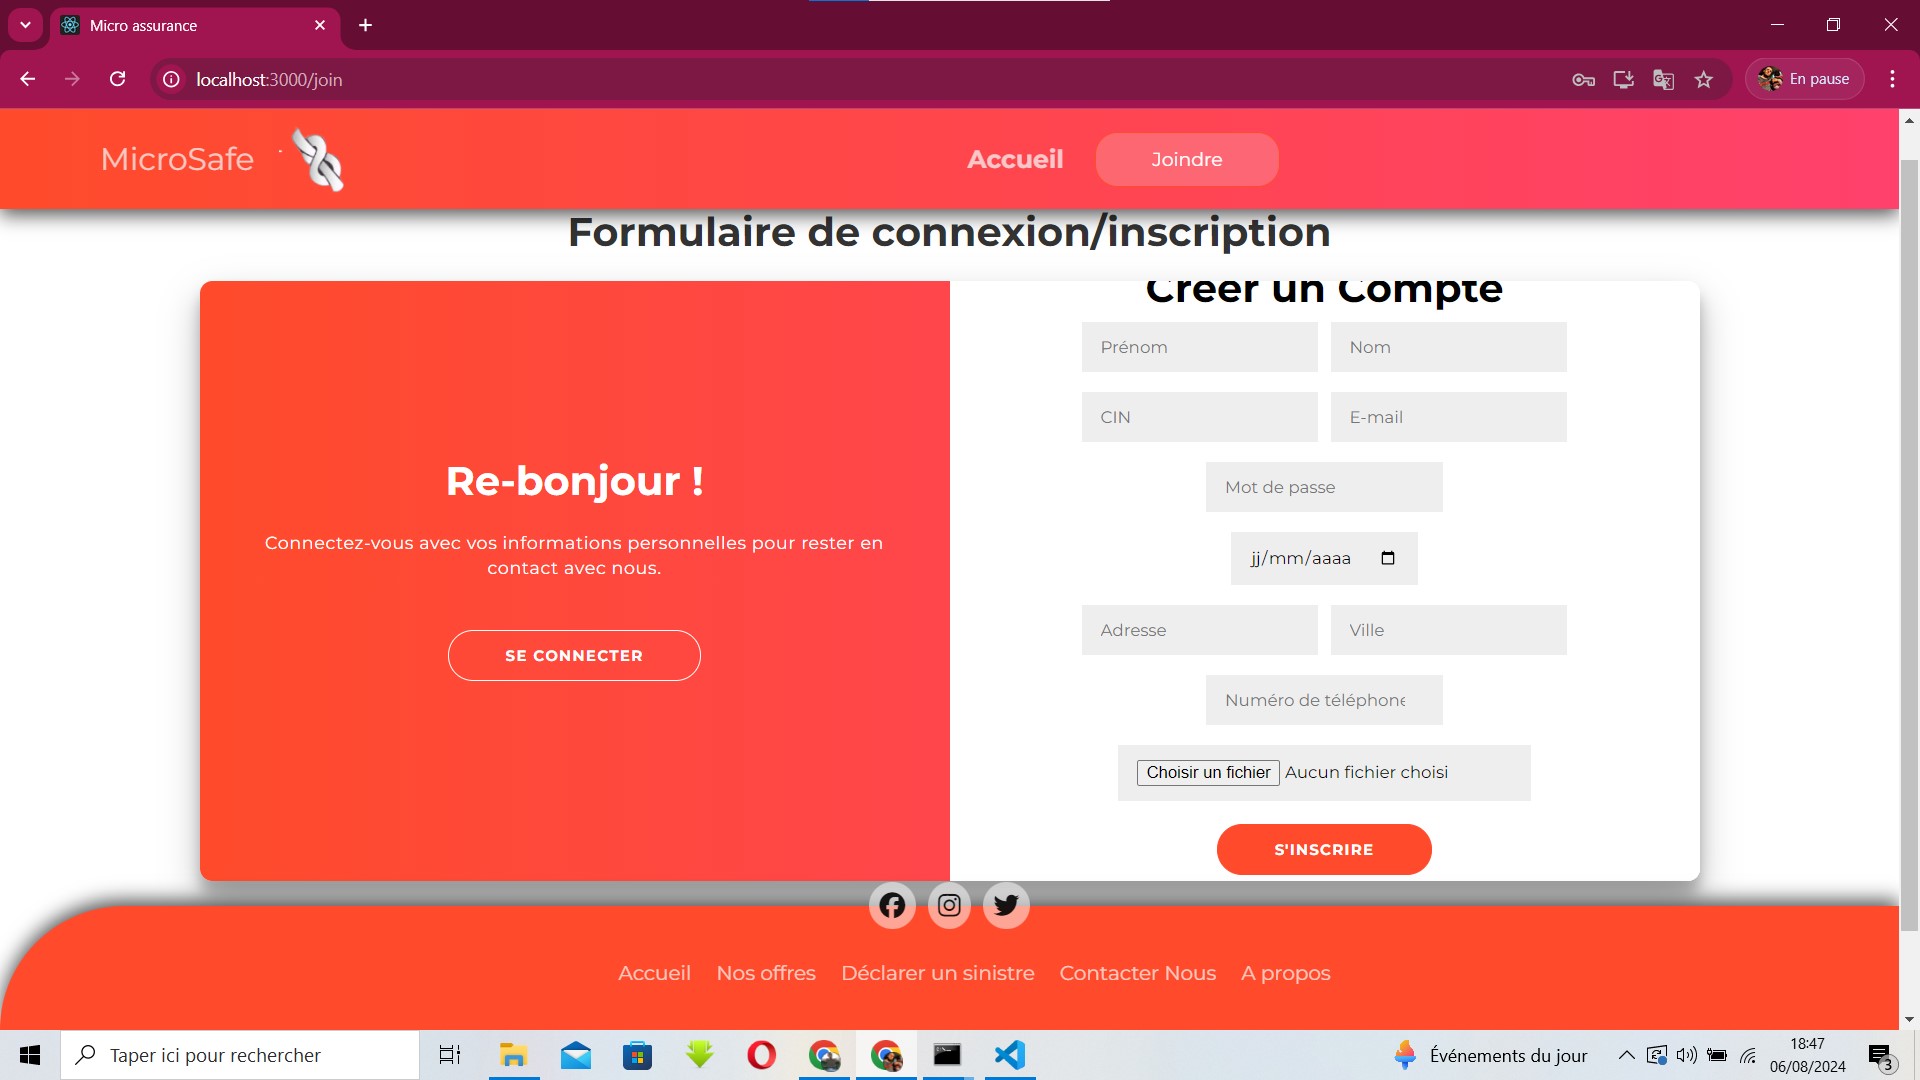 Micro assurance
localhost:3000/join
En pause
MicroSafe
Accueil
Joindre
Formulaire de connexion/inscription
Re-bonjour !
Connectez-vous avec vos informations personnelles pour rester en
contact avec nous.
SE CONNECTER
Créer un Compte
Prénom
Nom
CIN
E-mail
Mot de passe
jj/mm/aaaa
Adresse
Ville
Numéro de téléphone
Choisir un fichier Aucun fichier choisi
S'INSCRIRE
Accueil Nos offres Déclarer un sinistre Contacter Nous A propos
Taper ici pour rechercher
Événements du jour
18:47
06/08/2024
3